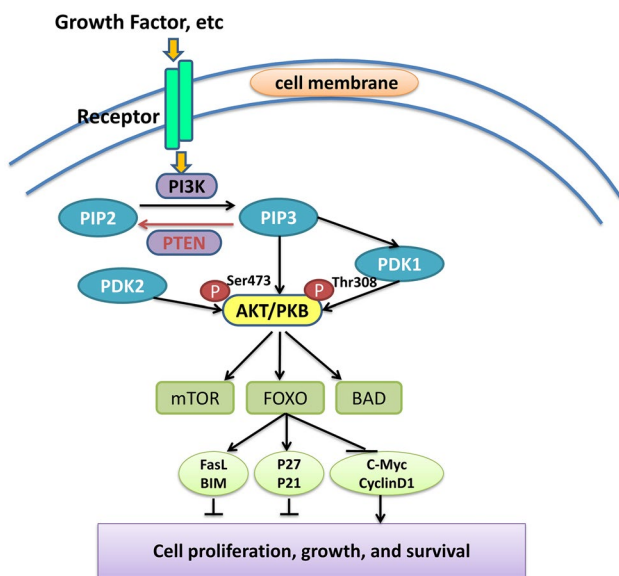 Growth Factor, etc
cell membrane
Receptor
PI3K
PIP2
PIP3
PTEN
PDK1
PDK2
P
Ser473
P
Thr308
AKT/PKB
mTOR
FOXO
BAD
FasL
BIM
P27
P21
C-Myc
CyclinD1
Cell proliferation, growth, and survival